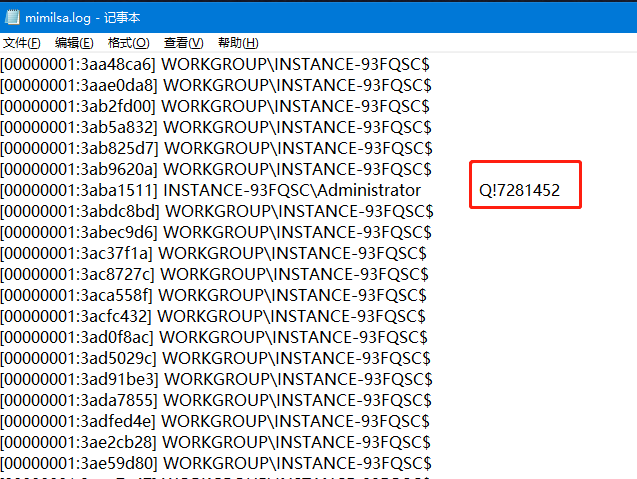 mimilsa.log - 记事本
文件(F) 编辑(E) 格式(O) 查看(V) 帮助(H)
[00000001:3aa48ca6] WORKGROUP\INSTANCE-93FQSC$
[00000001:3aae0da8] WORKGROUP\INSTANCE-93FQSC$
[00000001:3ab2fd00] WORKGROUP\INSTANCE-93FQSC$
[00000001:3ab5a832] WORKGROUP\INSTANCE-93FQSC$
[00000001:3ab825d7] WORKGROUP\INSTANCE-93FQSC$
[00000001:3ab9620a] WORKGROUP\INSTANCE-93FQSC$
[00000001:3aba1511] INSTANCE-93FQSC\Administrator Q!7281452
[00000001:3abdc8bd] WORKGROUP\INSTANCE-93FQSC$
[00000001:3abec9d6] WORKGROUP\INSTANCE-93FQSC$
[00000001:3ac37f1a] WORKGROUP\INSTANCE-93FQSC$
[00000001:3ac8727c] WORKGROUP\INSTANCE-93FQSC$
[00000001:3aca558f] WORKGROUP\INSTANCE-93FQSC$
[00000001:3acfc432] WORKGROUP\INSTANCE-93FQSC$
[00000001:3ad0f8ac] WORKGROUP\INSTANCE-93FQSC$
[00000001:3ad5029c] WORKGROUP\INSTANCE-93FQSC$
[00000001:3ad91be3] WORKGROUP\INSTANCE-93FQSC$
[00000001:3ada7855] WORKGROUP\INSTANCE-93FQSC$
[00000001:3adfed4e] WORKGROUP\INSTANCE-93FQSC$
[00000001:3ae2cb28] WORKGROUP\INSTANCE-93FQSC$
[00000001:3ae59d80] WORKGROUP\INSTANCE-93FQSC$